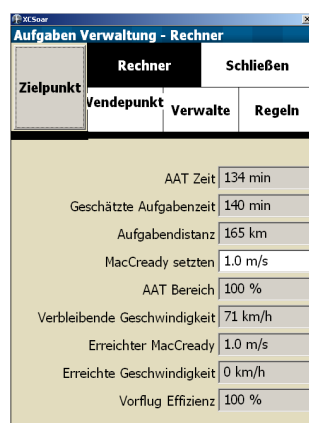 XCSoar
Aufgaben Verwaltung - Rechner
Zielpunkt
Rechner
Schließen
Wendepunkt
Verwalte
Regeln
AAT Zeit 134 min
Geschätzte Aufgabenzeit 140 min
Aufgabendistanz 165 km
MacCready setzten 1.0 m/s
AAT Bereich 100 %
Verbleibende Geschwindigkeit 71 km/h
Erreichter MacCready 1.0 m/s
Erreichte Geschwindigkeit 0 km/h
Vorflug Effizienz 100 %